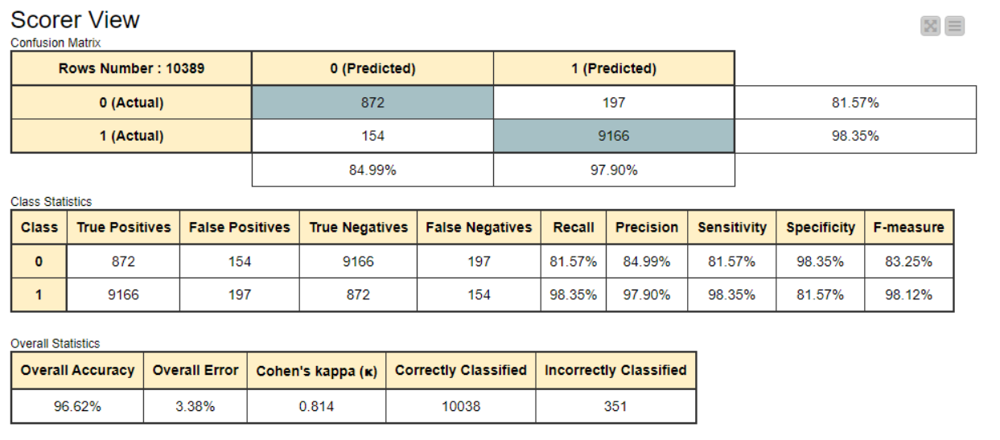 Scorer View
Confusion Matrix
Rows Number : 10389 0 (Predicted) 1 (Predicted)
0 (Actual) 872 197 81.57%
1 (Actual) 154 9166 98.35%
84.99% 97.90%
Class Statistics
Class True Positives False Positives True Negatives False Negatives Recall Precision Sensitivity Specificity F-measure
0 872 154 9166 197 81.57% 84.99% 81.57% 98.35% 83.25%
1 9166 197 872 154 98.35% 97.90% 98.35% 81.57% 98.12%
Overall Statistics
Overall Accuracy Overall Error Cohen's kappa (κ) Correctly Classified Incorrectly Classified
96.62% 3.38% 0.814 10038 351